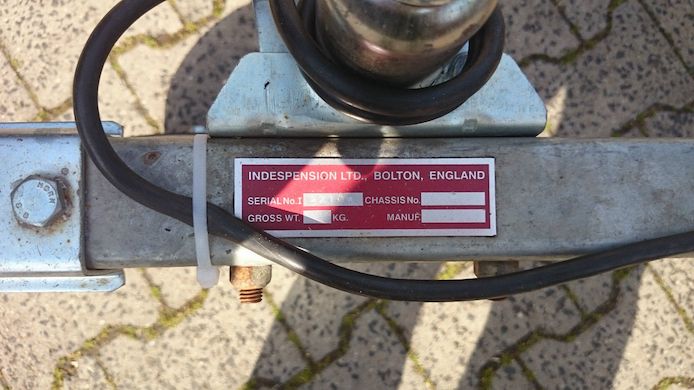 INDESPENSION LTD., BOLTON, ENGLAND
SERIAL No.I CHASSIS No.
GROSS WT. KG. MANUF.